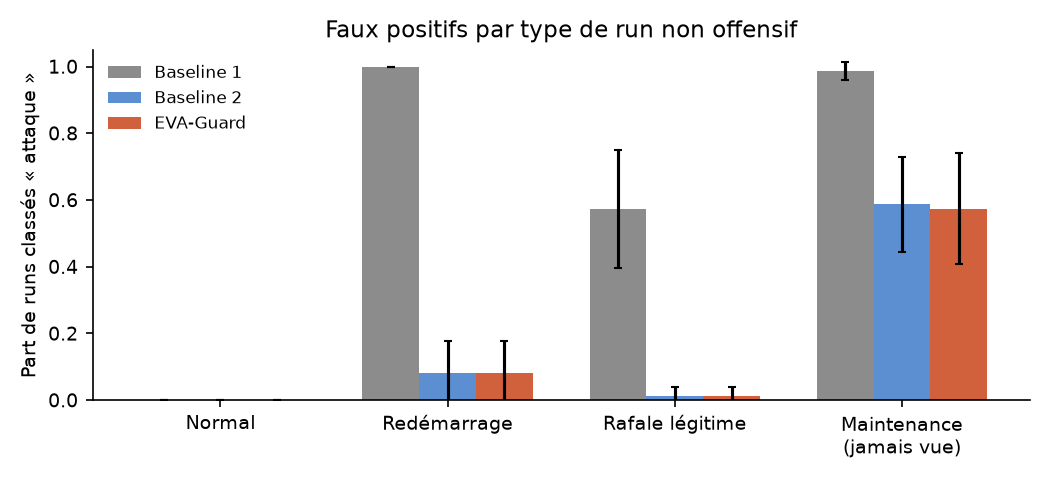 Faux positifs par type de run non offensif
Part de runs classés « attaque »
1.0
0.8
0.6
0.4
0.2
0.0
Baseline 1
Baseline 2
EVA-Guard
Normal
Redémarrage
Rafale légitime
Maintenance
(jamais vue)